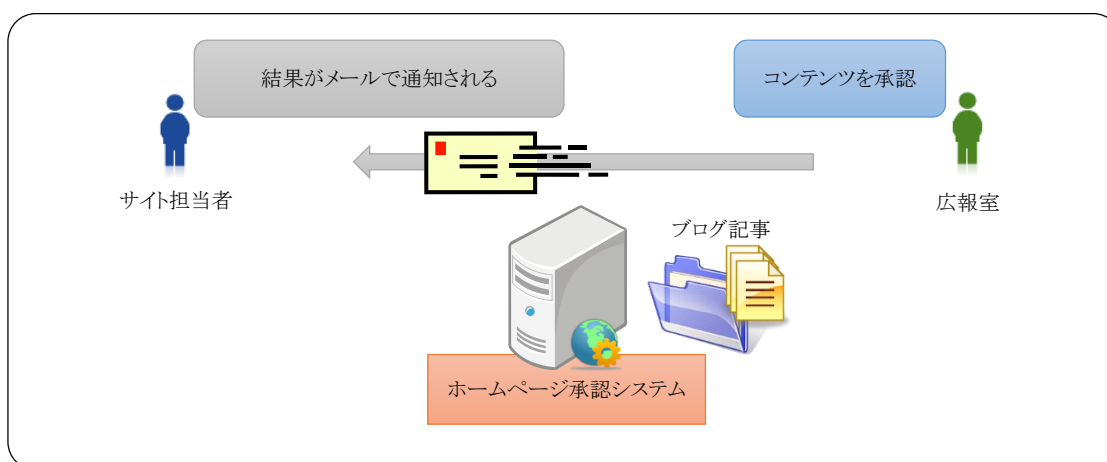 結果がメールで通知される
コンテンツを承認
サイト担当者
広報室
ブログ記事
ホームページ承認システム